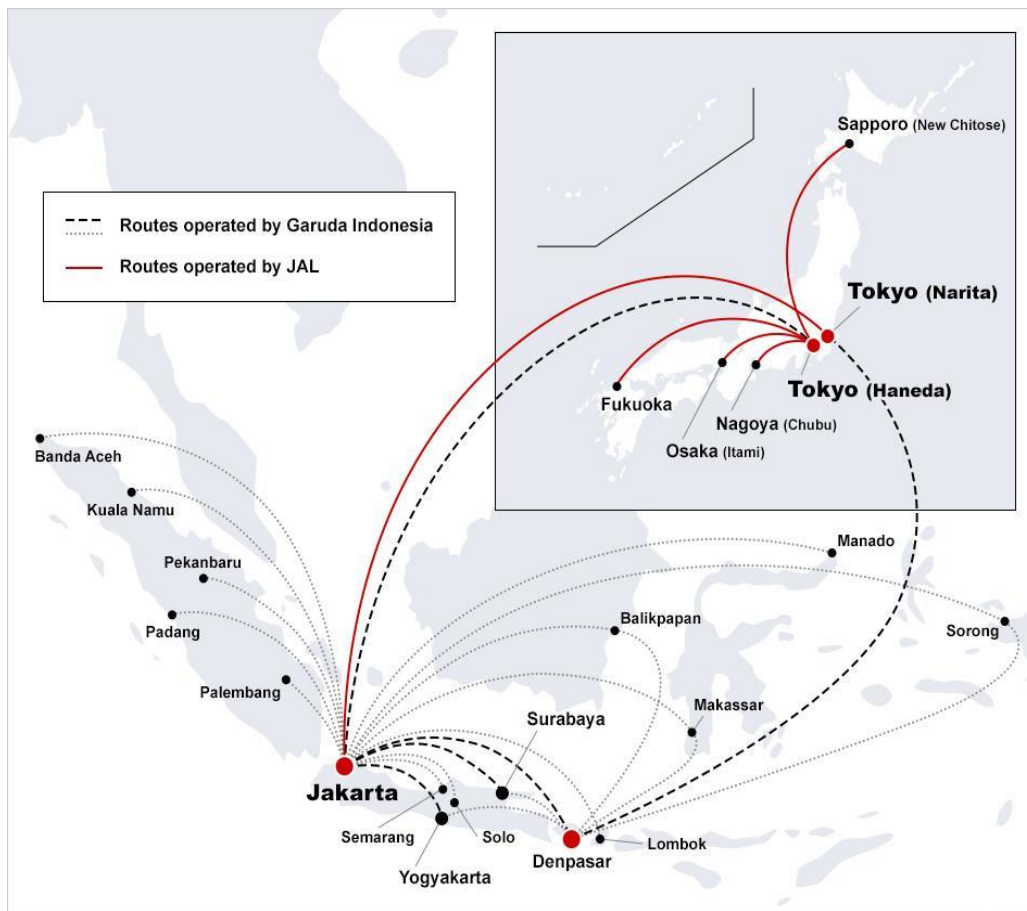 Sapporo (New Chitose)
Routes operated by Garuda Indonesia
Routes operated by JAL
Tokyo (Narita)
Tokyo (Haneda)
Fukuoka
Nagoya (Chubu)
Osaka (Itami)
Banda Aceh
Kuala Namu
Manado
Pekanbaru
Balikpapan
Padang
Sorong
Palembang
Makassar
Surabaya
Jakarta
Semarang
Solo
Lombok
Denpasar
Yogyakarta